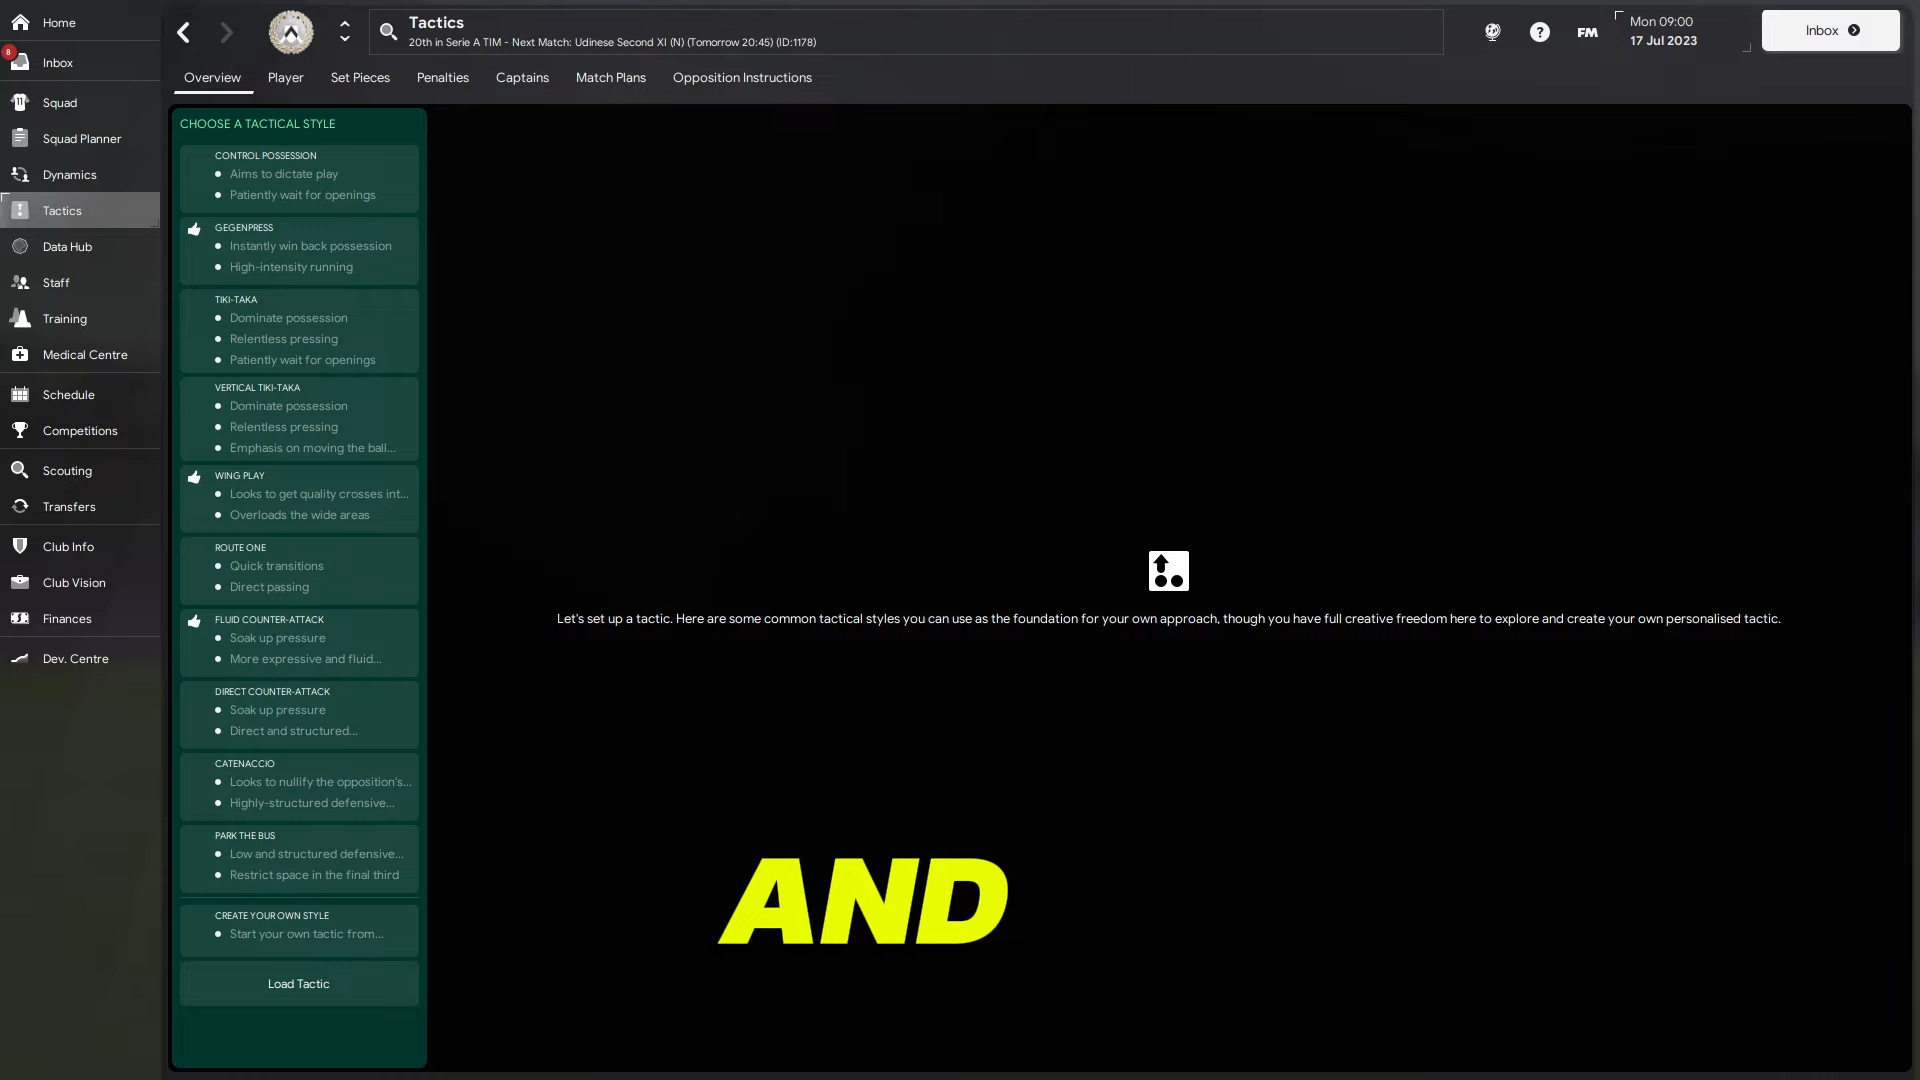 Home
8
Inbox
Squad
Squad Planner
Dynamics
Tactics
Data Hub
Staff
Training
Medical Centre
Schedule
Competitions
Scouting
Transfers
Club Info
Club Vision
Finances
Dev. Centre
Tactics
20th in Serie A TIM - Next Match: Udinese Second XI (N) (Tomorrow 20:45) (ID:1178)
FM
Mon 09:00
17 Jul 2023
Inbox
Overview
Player
Set Pieces
Penalties
Captains
Match Plans
Opposition Instructions
CHOOSE A TACTICAL STYLE
CONTROL POSSESSION
Aims to dictate play
Patiently wait for openings
GEGENPRESS
Instantly win back possession
High-intensity running
TIKI-TAKA
Dominate possession
Relentless pressing
Patiently wait for openings
VERTICAL TIKI-TAKA
Dominate possession
Relentless pressing
Emphasis on moving the ball...
WING PLAY
Looks to get quality crosses int...
Overloads the wide areas
ROUTE ONE
Quick transitions
Direct passing
FLUID COUNTER-ATTACK
Soak up pressure
More expressive and fluid...
DIRECT COUNTER-ATTACK
Soak up pressure
Direct and structured...
CATENACCIO
Looks to nullify the opposition's...
Highly-structured defensive...
PARK THE BUS
Low and structured defensive...
Restrict space in the final third
CREATE YOUR OWN STYLE
Start your own tactic from...
Load Tactic
Let's set up a tactic. Here are some common tactical styles you can use as the foundation for your own approach, though you have full creative freedom here to explore and create your own personalised tactic.
AND